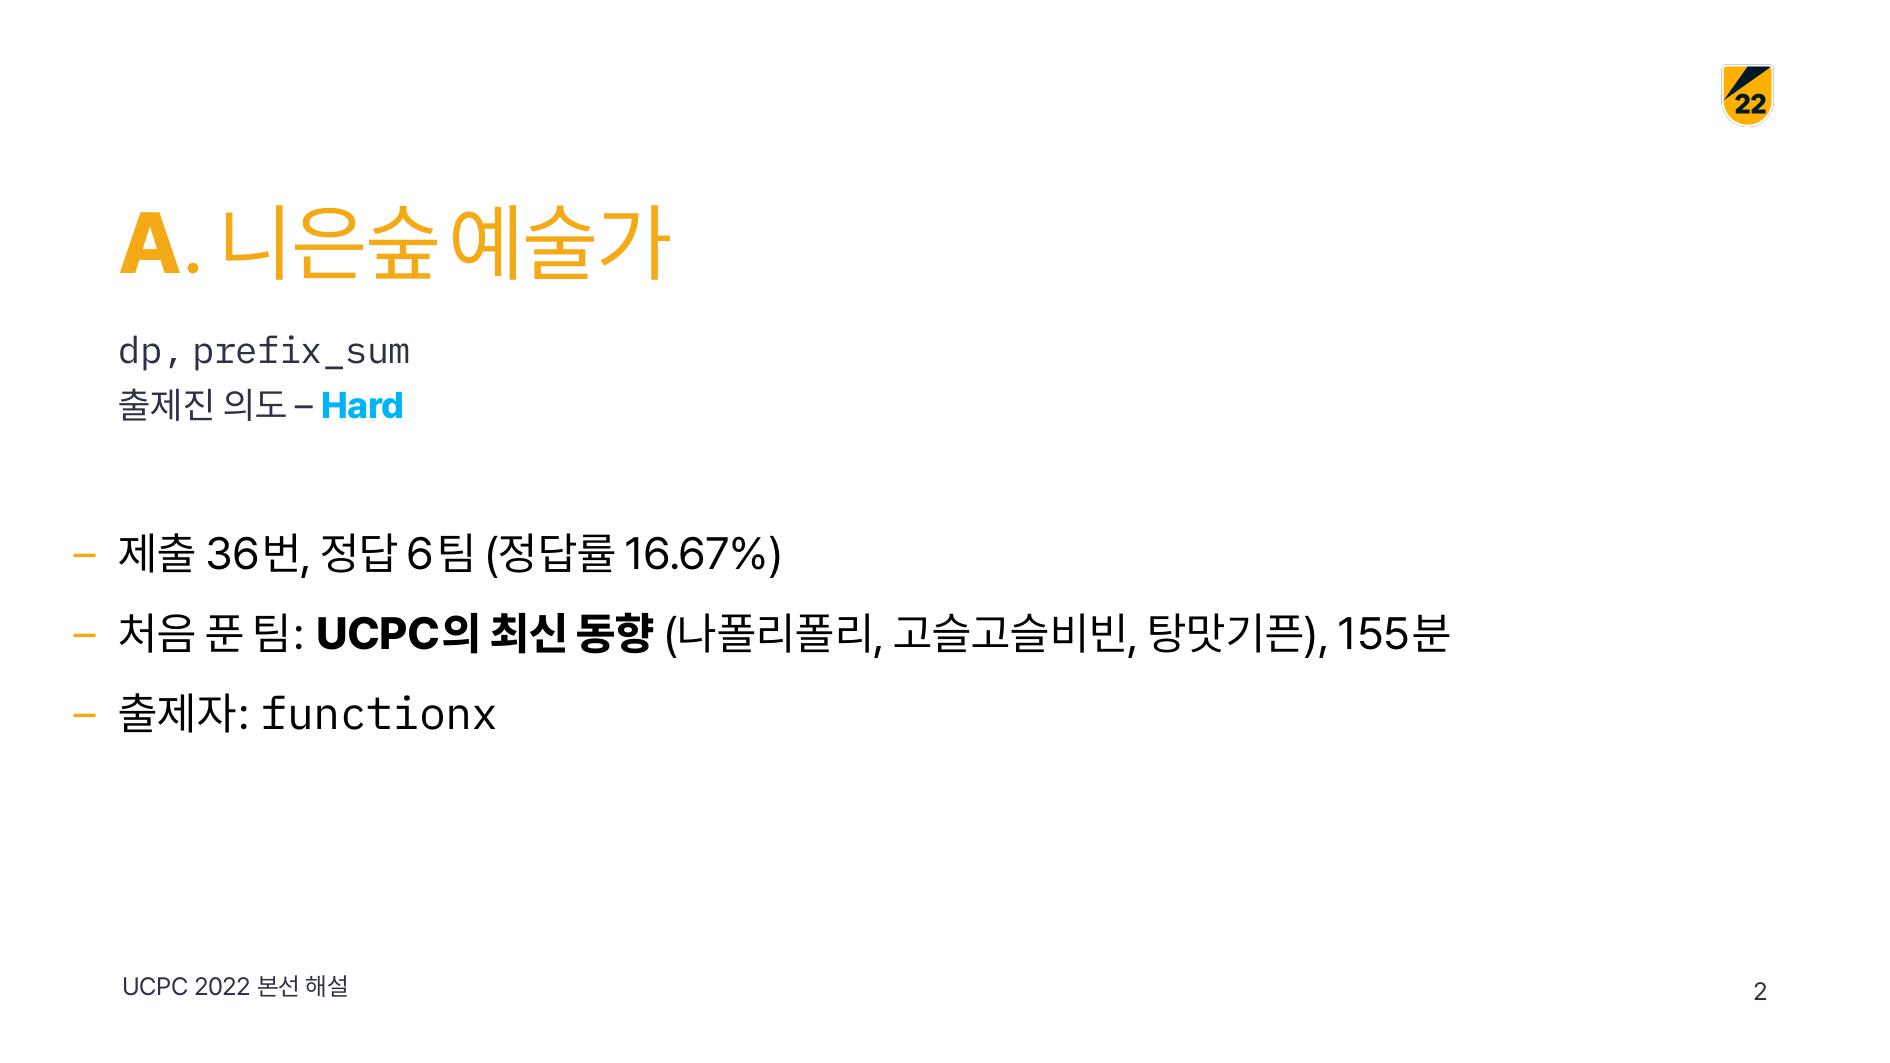 22
A. 니은숲 예술가
dp, prefix_sum
출제진 의도 – Hard
– 제출 36번, 정답 6팀 (정답률 16.67%)
– 처음 푼 팀: UCPC의 최신 동향 (나폴리폴리, 고슬고슬비빈, 탕맛기픈), 155분
– 출제자: functionx
UCPC 2022 본선 해설
2